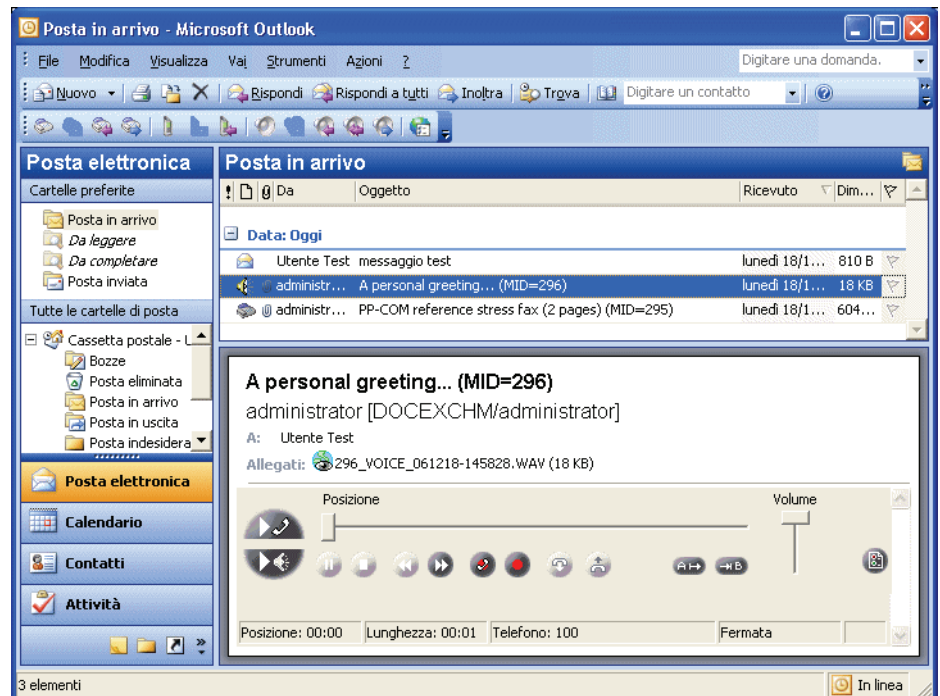 Posta in arrivo - Microsoft Outlook
File Modifica Visualizza Vai Strumenti Azioni ? Digitare una domanda.
Nuovo Rispondi Rispondi a tutti Inoltra Trova Digitare un contatto
Posta elettronica
Cartelle preferite
Posta in arrivo
Da leggere
Da completare
Posta inviata
Tutte le cartelle di posta
Cassetta postale - U
Bozze
Posta eliminata
Posta in arrivo
Posta in uscita
Posta indesidera
Posta elettronica
Calendario
Contatti
Attività
Posta in arrivo
! Da Oggetto Ricevuto Dim...
Data: Oggi
Utente Test messaggio test lunedì 18/1... 810 B
administr... A personal greeting... (MID=296) lunedì 18/1... 18 KB
administr... PP-COM reference stress fax (2 pages) (MID=295) lunedì 18/1... 604...
A personal greeting... (MID=296)
administrator [DOCEXCHM/administrator]
A: Utente Test
Allegati: 296_VOICE_061218-145828.WAV (18 KB)
Posizione Volume
A B
Posizione: 00:00 Lunghezza: 00:01 Telefono: 100 Fermata
3 elementi In linea